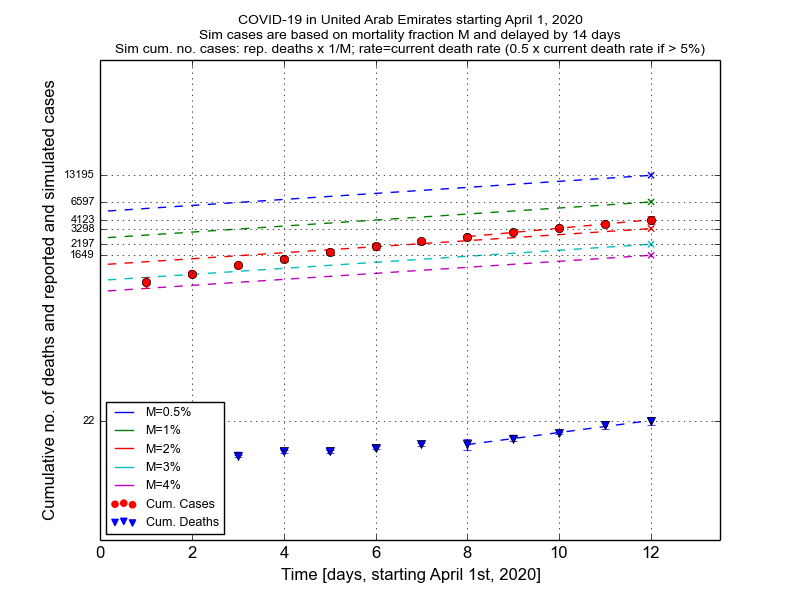 COVID-19 in United Arab Emirates starting April 1, 2020
Sim cases are based on mortality fraction M and delayed by 14 days
Sim cum. no. cases: rep. deaths x 1/M; rate=current death rate (0.5 x current death rate if > 5%)
Cumulative no. of deaths and reported and simulated cases
13195
6597
4123
3298
2197
1649
22
M=0.5%
M=1%
M=2%
M=3%
M=4%
Cum. Cases
Cum. Deaths
0 2 4 6 8 10 12
Time [days, starting April 1st, 2020]